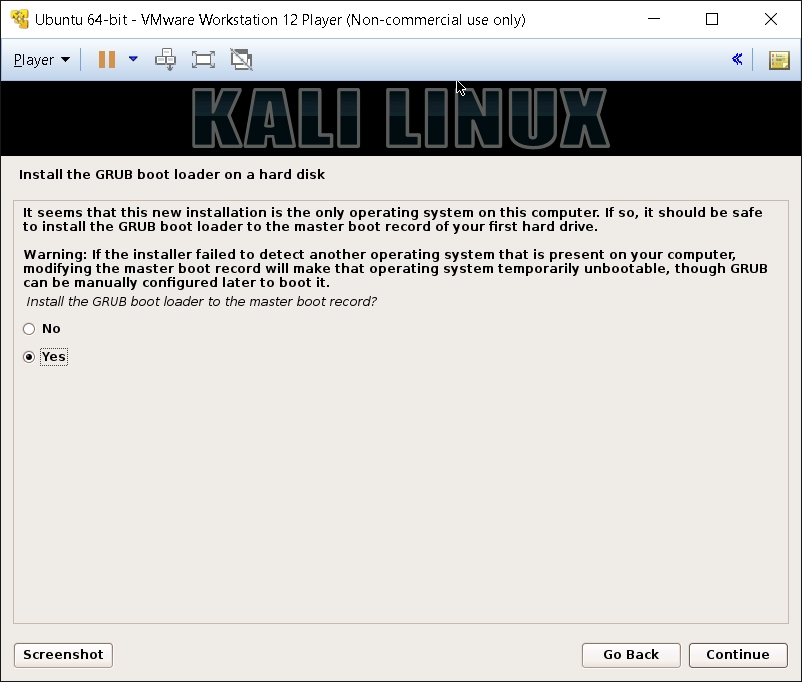 Ubuntu 64-bit - VMware Workstation 12 Player (Non-commercial use only)
Player
KALI LINUX
Install the GRUB boot loader on a hard disk
It seems that this new installation is the only operating system on this computer. If so, it should be safe
to install the GRUB boot loader to the master boot record of your first hard drive.
Warning: If the installer failed to detect another operating system that is present on your computer,
modifying the master boot record will make that operating system temporarily unbootable, though GRUB
can be manually configured later to boot it.
Install the GRUB boot loader to the master boot record?
No
Yes
Screenshot
Go Back
Continue